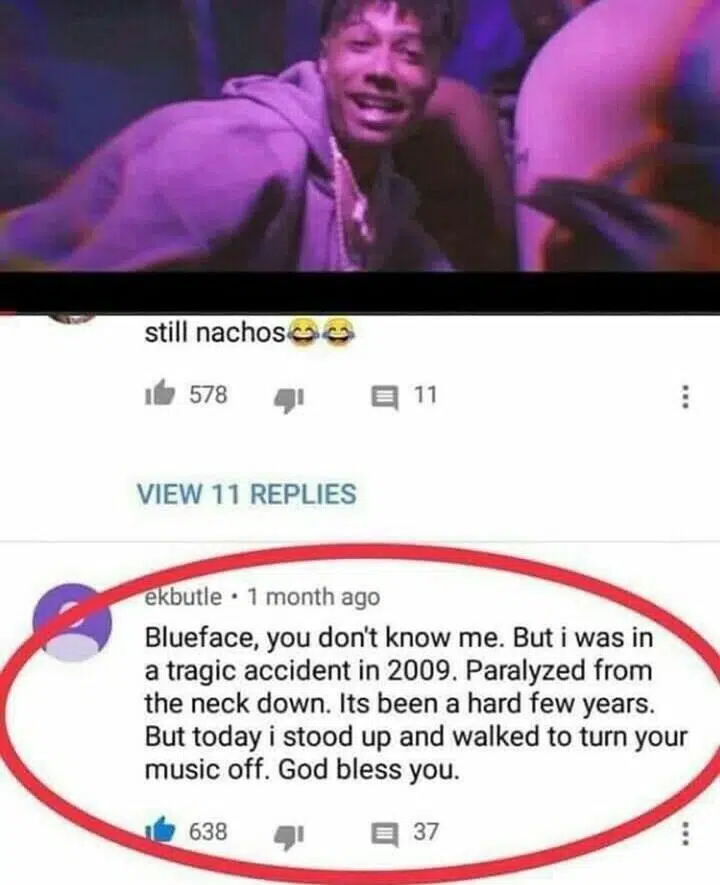 still nachos😂😂
578
11
VIEW 11 REPLIES
ekbutle • 1 month ago
Blueface, you don't know me. But i was in
a tragic accident in 2009. Paralyzed from
the neck down. Its been a hard few years.
But today i stood up and walked to turn your
music off. God bless you.
638
37